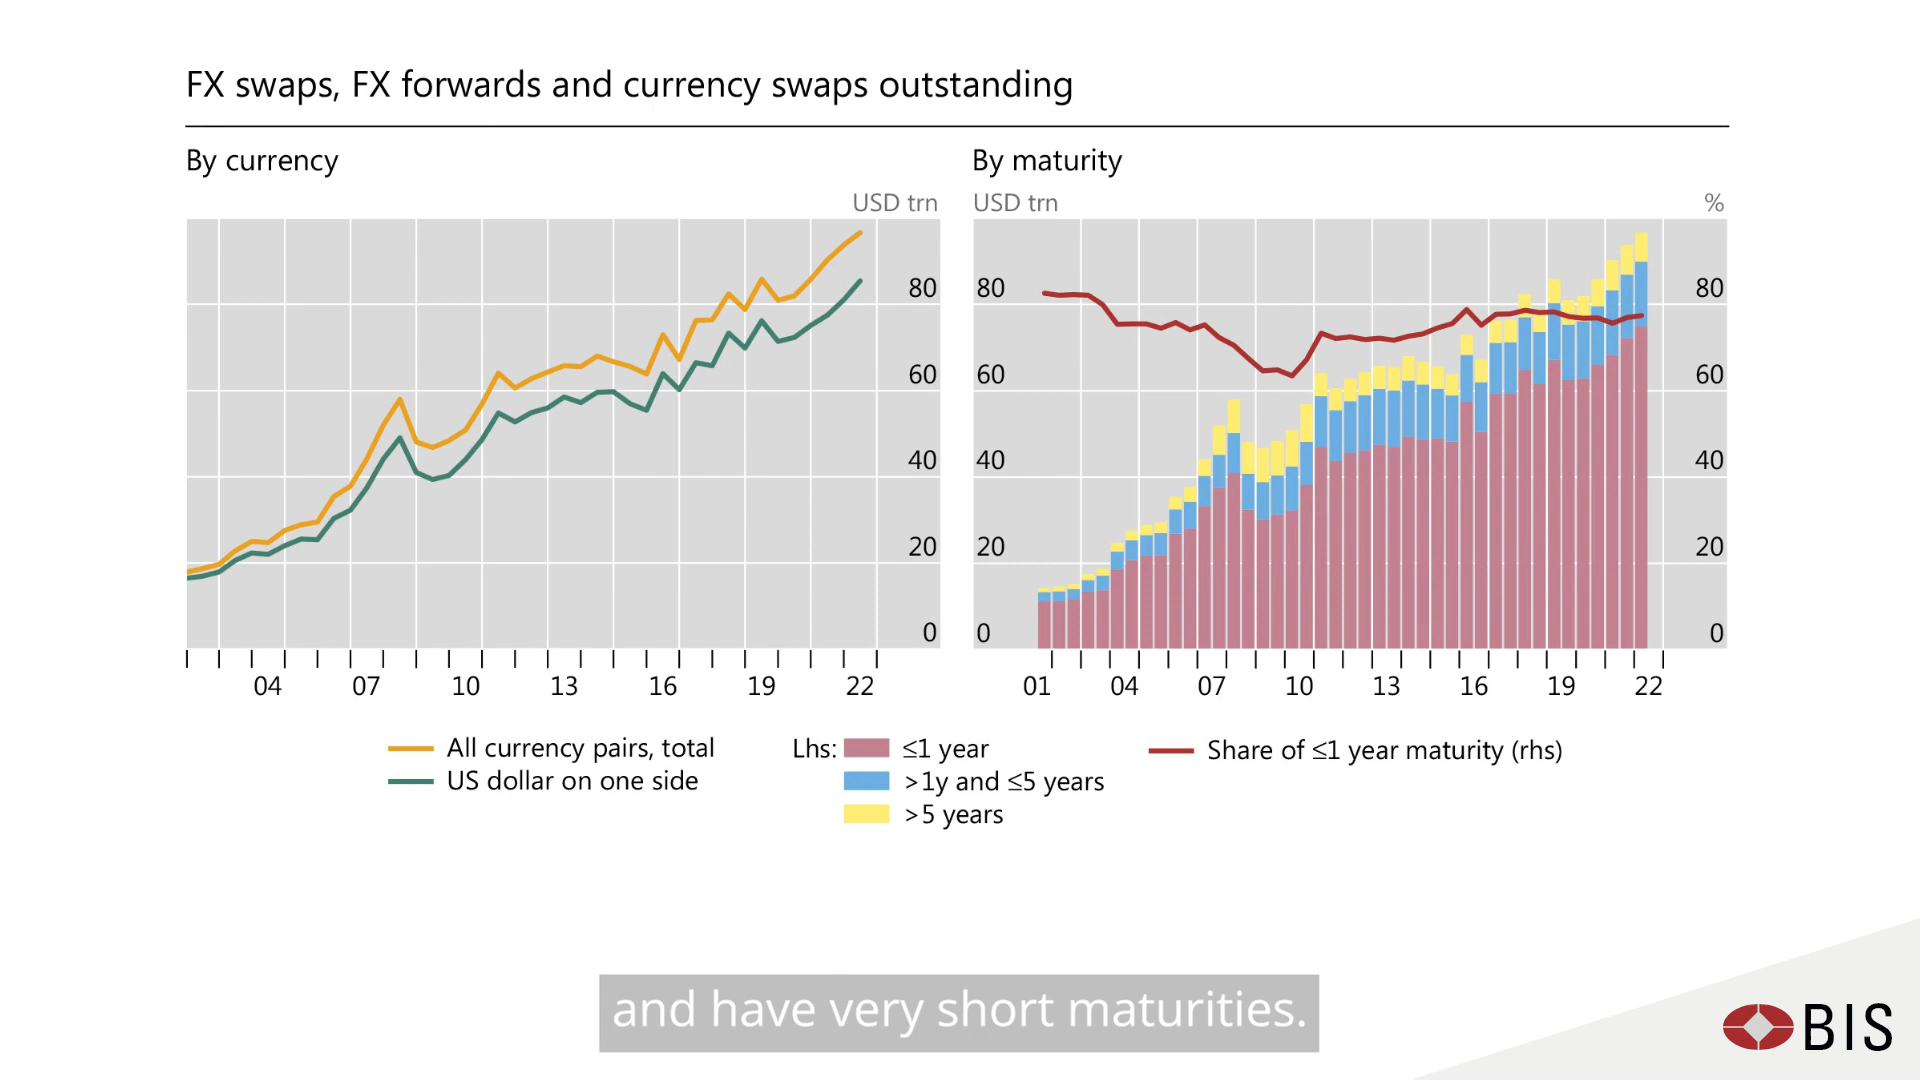 FX swaps, FX forwards and currency swaps outstanding
By currency
USD trn
80
60
40
20
0
04 07 10 13 16 19 22
All currency pairs, total
US dollar on one side
By maturity
USD trn %
80 80
60 60
40 40
20 20
0 0
01 04 07 10 13 16 19 22
Lhs: ≤1 year
>1y and ≤5 years
>5 years
Share of ≤1 year maturity (rhs)
and have very short maturities.
BIS